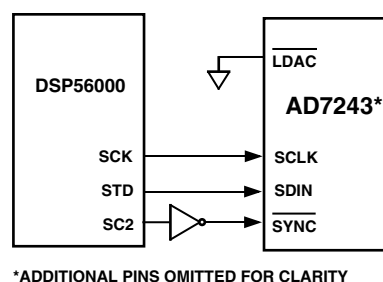 DSP56000
SCK
STD
SC2
LDAC
AD7243*
SCLK
SDIN
SYNC
*ADDITIONAL PINS OMITTED FOR CLARITY